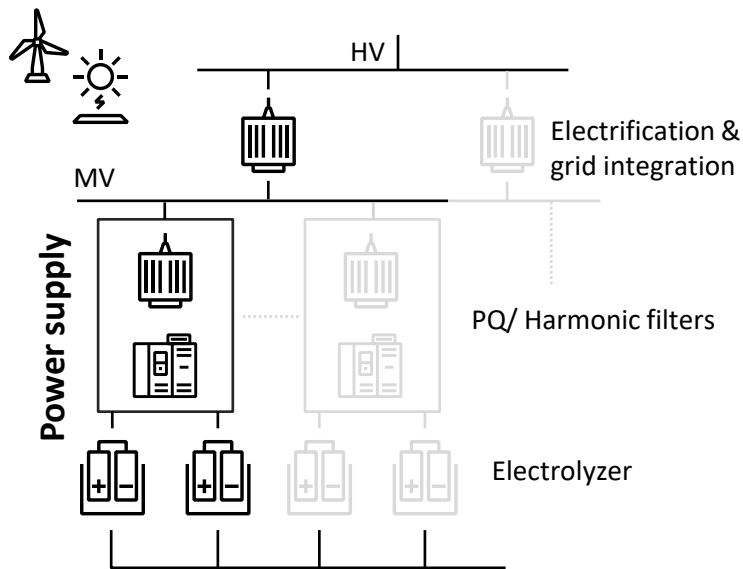 HV
Electrification &
grid integration
MV
Power supply
PQ/ Harmonic filters
+ − + − + − + −
Electrolyzer